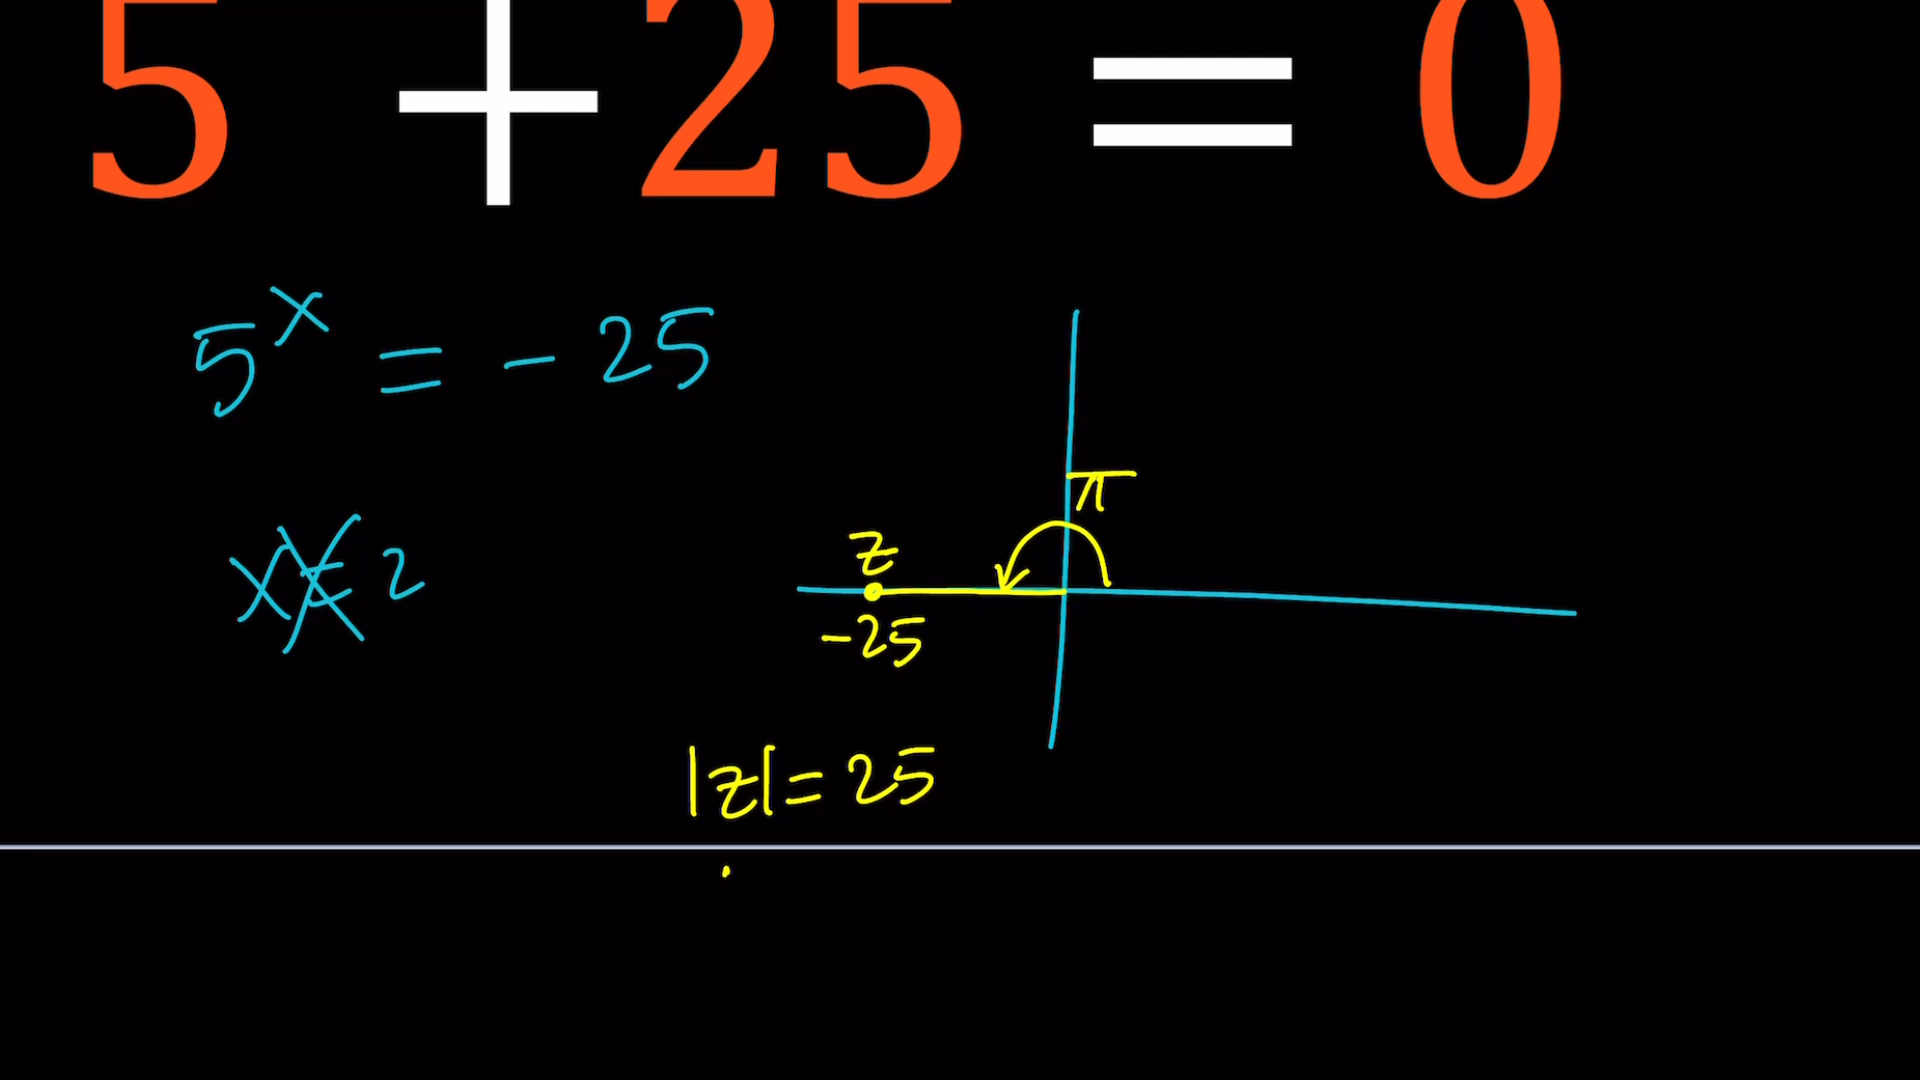 5 + 25 = 0
5^x = - 25
x = 2
π
z
-25
|z| = 25